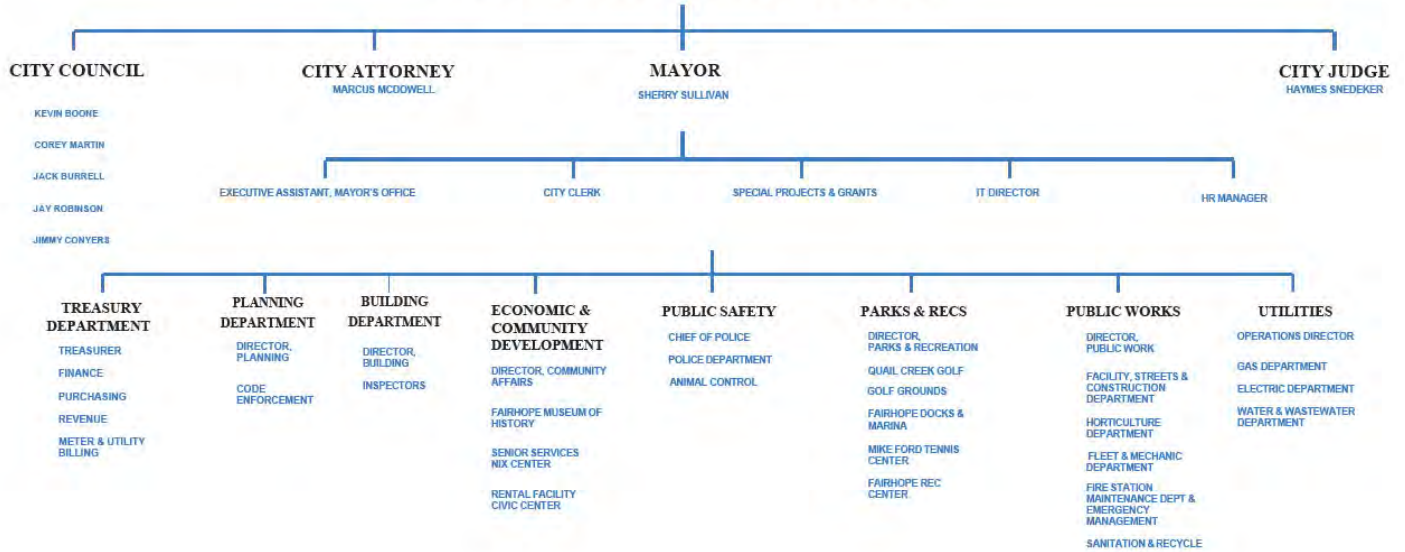 CITY COUNCIL
KEVIN BOONE
COREY MARTIN
JACK BURRELL
JAY ROBINSON
JIMMY CONYERS
CITY ATTORNEY
MARCUS MCDOWELL
MAYOR
SHERRY SULLIVAN
CITY JUDGE
HAYMES SNEDEKER
EXECUTIVE ASSISTANT, MAYOR'S OFFICE
CITY CLERK
SPECIAL PROJECTS & GRANTS
IT DIRECTOR
HR MANAGER
TREASURY
DEPARTMENT
TREASURER
FINANCE
PURCHASING
REVENUE
METER & UTILITY
BILLING
PLANNING
DEPARTMENT
DIRECTOR,
PLANNING
CODE
ENFORCEMENT
BUILDING
DEPARTMENT
DIRECTOR,
BUILDING
INSPECTORS
ECONOMIC &
COMMUNITY
DEVELOPMENT
DIRECTOR, COMMUNITY
AFFAIRS
FAIRHOPE MUSEUM OF
HISTORY
SENIOR SERVICES
NIX CENTER
RENTAL FACILITY
CIVIC CENTER
PUBLIC SAFETY
CHIEF OF POLICE
POLICE DEPARTMENT
ANIMAL CONTROL
PARKS & RECS
DIRECTOR,
PARKS & RECREATION
QUAIL CREEK GOLF
GOLF GROUNDS
FAIRHOPE DOCKS &
MARINA
MIKE FORD TENNIS
CENTER
FAIRHOPE REC
CENTER
PUBLIC WORKS
DIRECTOR,
PUBLIC WORK
FACILITY, STREETS &
CONSTRUCTION
DEPARTMENT
HORTICULTURE
DEPARTMENT
FLEET & MECHANIC
DEPARTMENT
FIRE STATION
MAINTENANCE DEPT &
EMERGENCY
MANAGEMENT
SANITATION & RECYCLE
UTILITIES
OPERATIONS DIRECTOR
GAS DEPARTMENT
ELECTRIC DEPARTMENT
WATER & WASTEWATER
DEPARTMENT